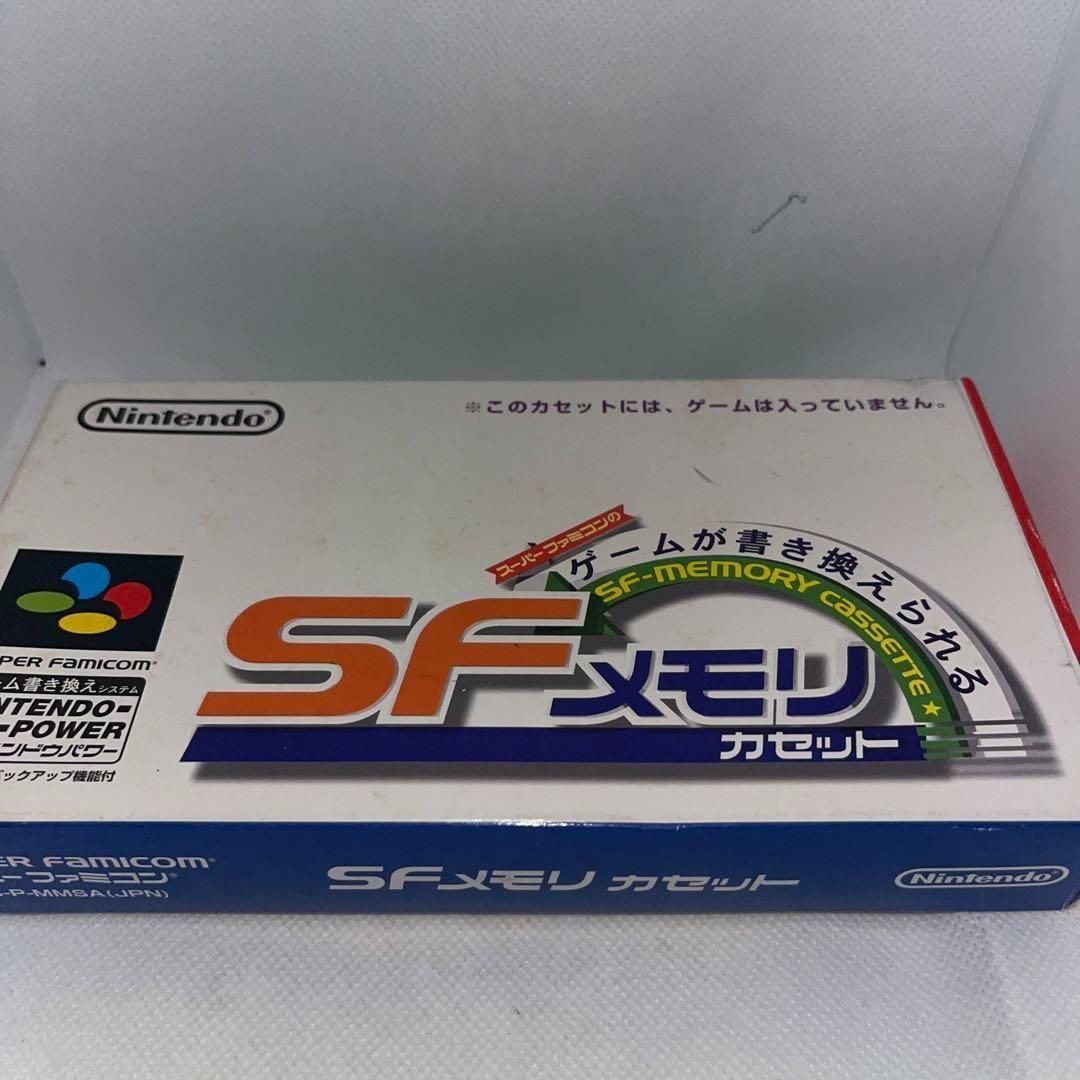 Nintendo®
※このカセットには、ゲームは入っていません。
スーパーファミコンの
ゲームが書き換えられる
SF-MEMORY CASSETTE★
SFメモリ
カセット
PER FAMICOM®
ム書き換えシステム
NTENDO-
POWER
ンドウパワー
バックアップ機能付
ER FAMICOM®
ーファミコン®
-P-MMSA(JPN)
SFメモリ カセット
Nintendo®